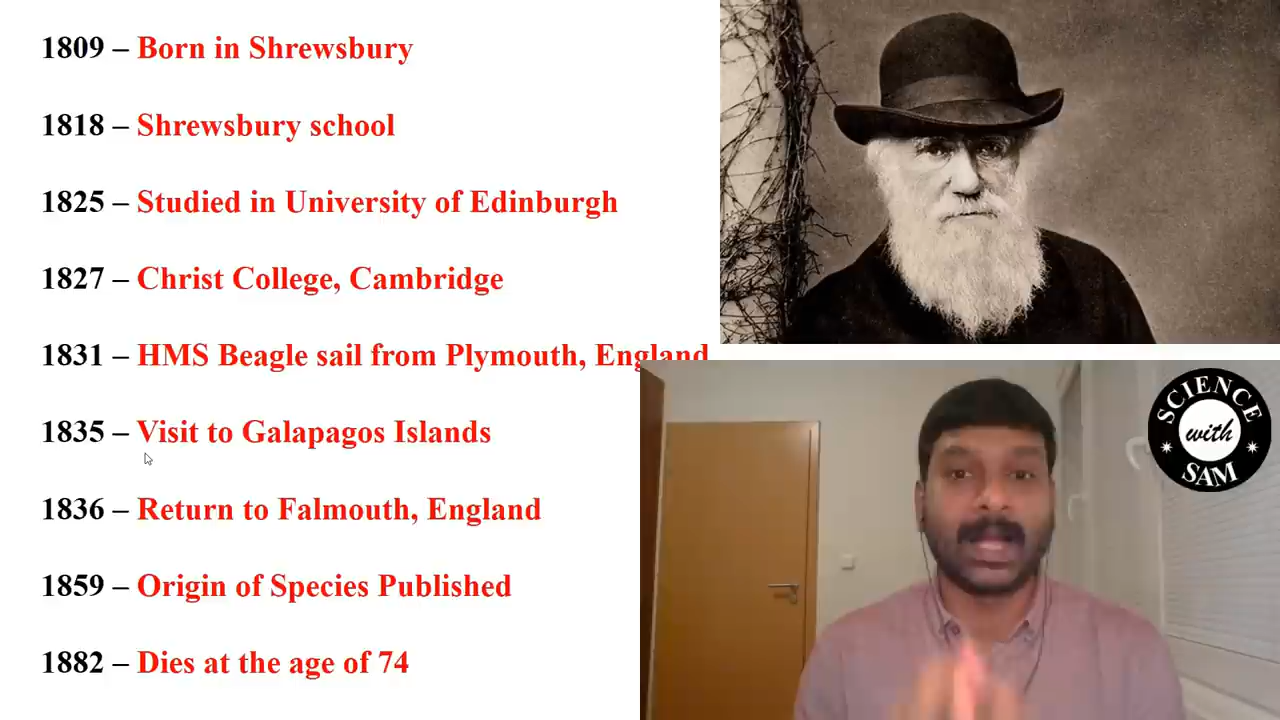 1809 – Born in Shrewsbury
1818 – Shrewsbury school
1825 – Studied in University of Edinburgh
1827 – Christ College, Cambridge
1831 – HMS Beagle sail from Plymouth, England
1835 – Visit to Galapagos Islands
1836 – Return to Falmouth, England
1859 – Origin of Species Published
1882 – Dies at the age of 74
SCIENCE
with
SAM